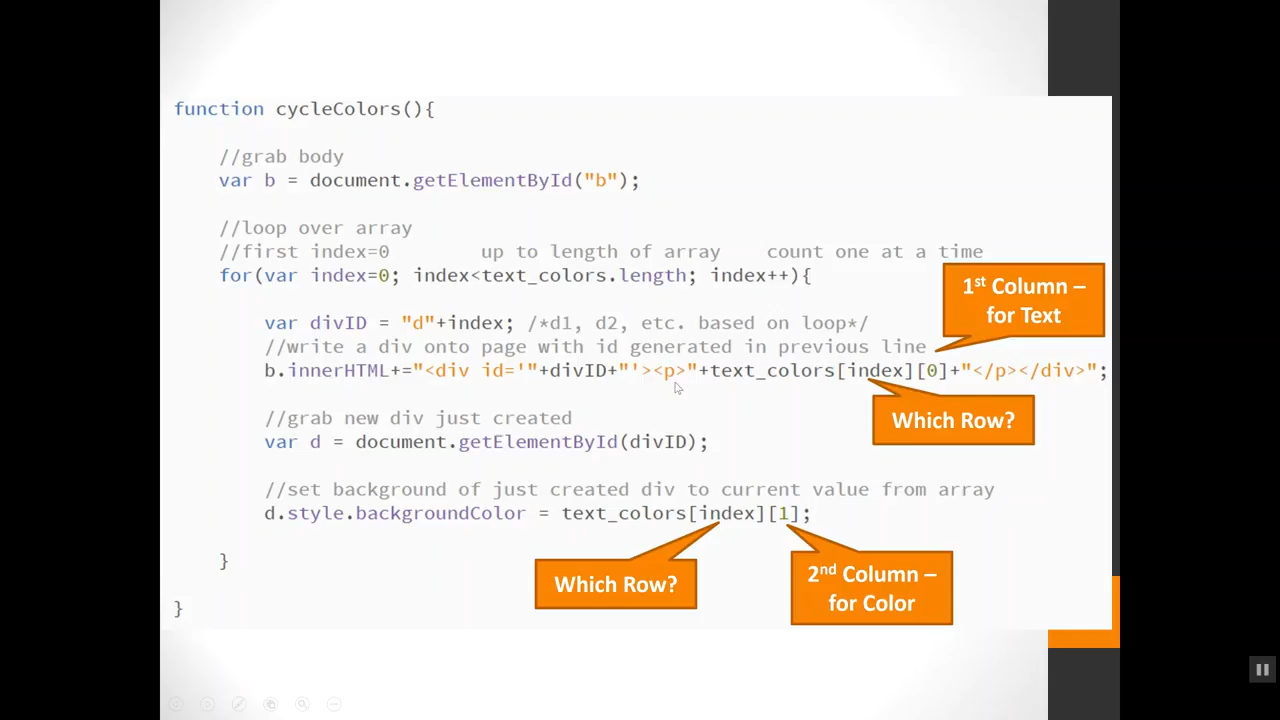 function cycleColors(){
//grab body
var b = document.getElementById("b");
//loop over array
//first index=0 up to length of array count one at a time
for(var index=0; index<text_colors.length; index++){
1st Column –
for Text
var divID = "d"+index; /*d1, d2, etc. based on loop*/
//write a div onto page with id generated in previous line
b.innerHTML+="<div id='"+divID+"'><p>"+text_colors[index][0]+"</p></div>";
Which Row?
//grab new div just created
var d = document.getElementById(divID);
//set background of just created div to current value from array
d.style.backgroundColor = text_colors[index][1];
}
Which Row?
2nd Column –
for Color
}